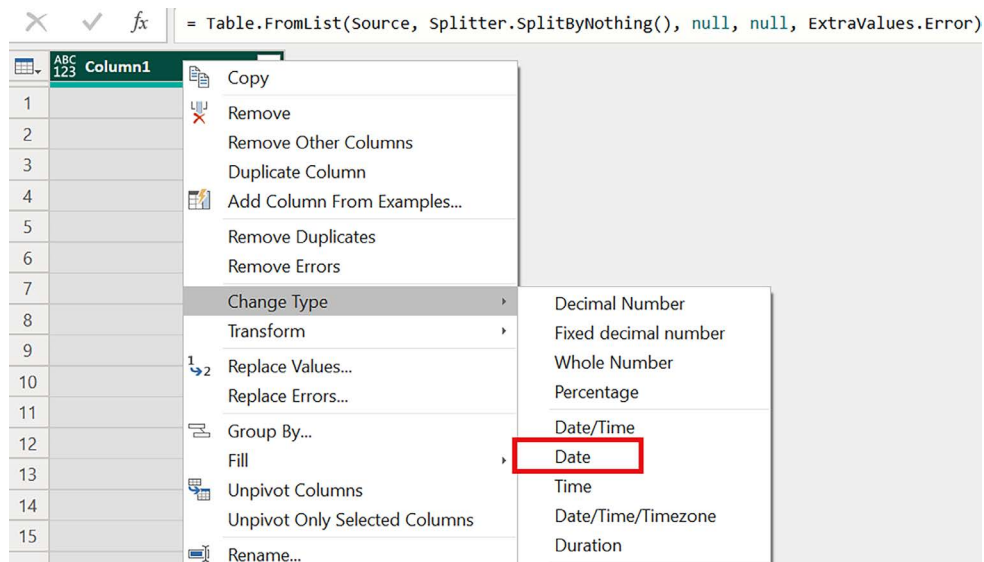 fx = Table.FromList(Source, Splitter.SplitByNothing(), null, null, ExtraValues.Error)
ABC 123 Column1
1
2
3
4
5
6
7
8
9
10
11
12
13
14
15
Copy
Remove
Remove Other Columns
Duplicate Column
Add Column From Examples...
Remove Duplicates
Remove Errors
Change Type
Transform
1 2 Replace Values...
Replace Errors...
Group By...
Fill
Unpivot Columns
Unpivot Only Selected Columns
Rename...
Decimal Number
Fixed decimal number
Whole Number
Percentage
Date/Time
Date
Time
Date/Time/Timezone
Duration